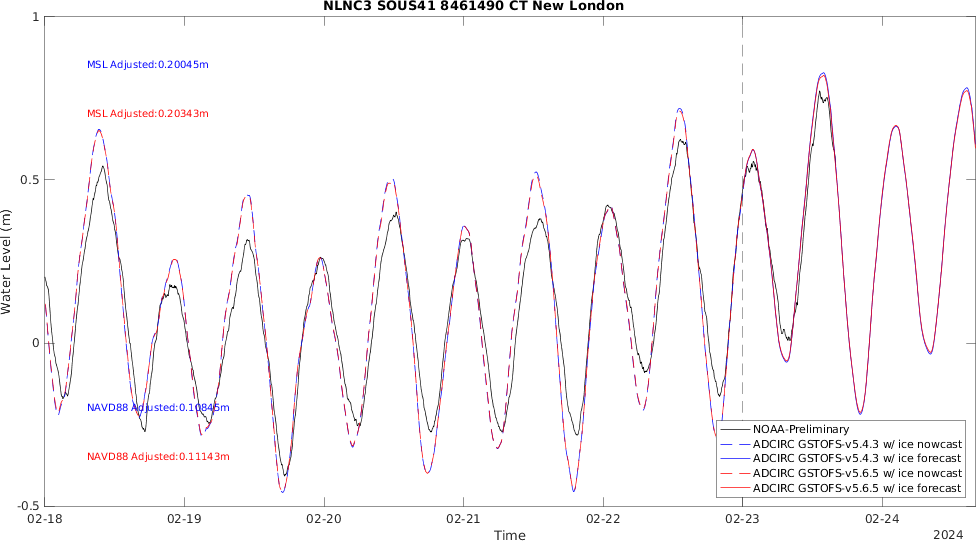 NLNC3 SOUS41 8461490 CT New London
1
0.5
0
-0.5
Water Level (m)
MSL Adjusted:0.20045m
MSL Adjusted:0.20343m
NAVD88 Adjusted:0.10845m
NAVD88 Adjusted:0.11143m
NOAA-Preliminary
ADCIRC GSTOFS-v5.4.3 w/ ice nowcast
ADCIRC GSTOFS-v5.4.3 w/ ice forecast
ADCIRC GSTOFS-v5.6.5 w/ ice nowcast
ADCIRC GSTOFS-v5.6.5 w/ ice forecast
02-18 02-19 02-20 02-21 02-22 02-23 02-24
Time
2024